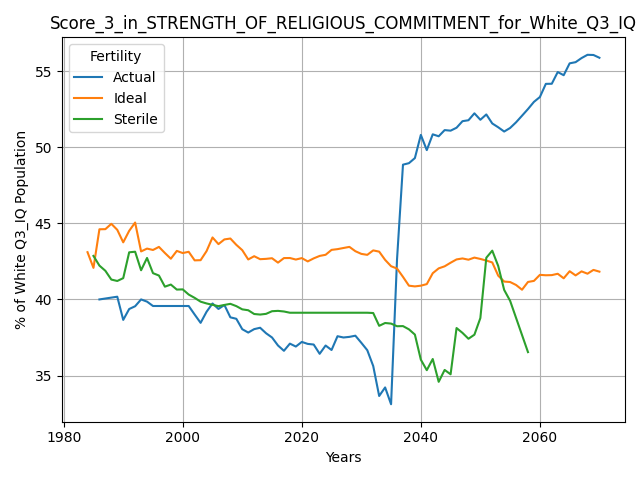 Score_3_in_STRENGTH_OF_RELIGIOUS_COMMITMENT_for_White_Q3_IQ
Fertility
Actual
Ideal
Sterile
55
50
45
40
35
% of White Q3_IQ Population
1980
2000
2020
2040
2060
Years